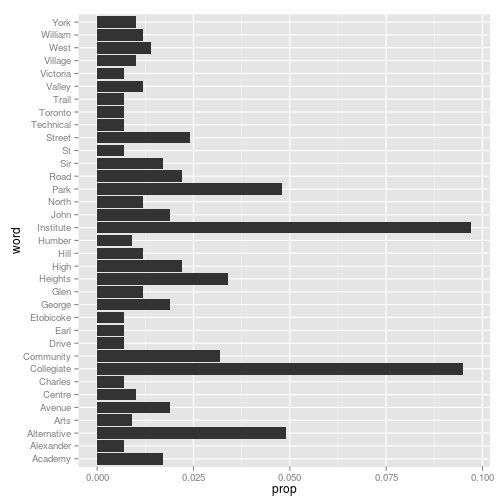 York
William
West
Village
Victoria
Valley
Trail
Toronto
Technical
Street
St
Sir
Road
Park
North
John
Institute
Humber
Hill
High
Heights
Glen
George
Etobicoke
Earl
Drive
Community
Collegiate
Charles
Centre
Avenue
Arts
Alternative
Alexander
Academy
word
0.000 0.025 0.050 0.075 0.100
prop